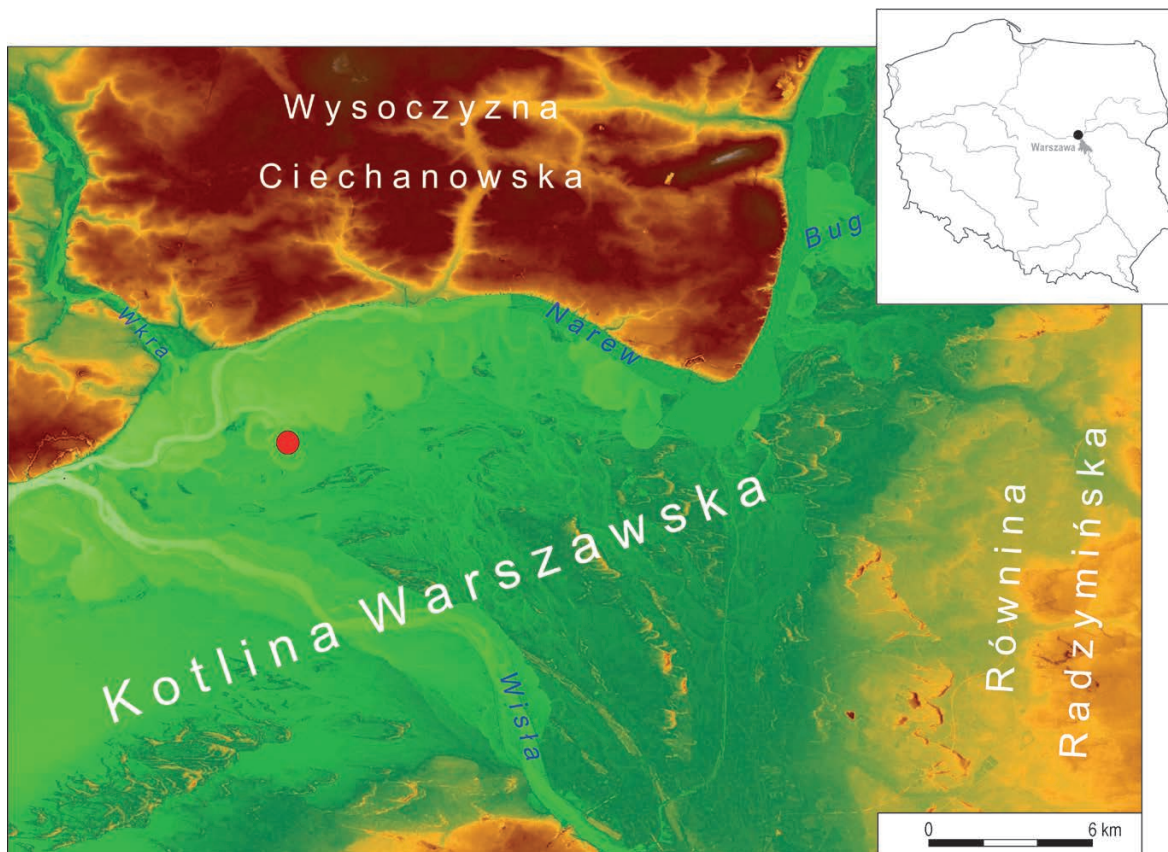 Wysoczyzna
Ciechanowska
Warszawa
Bug
Wkra
Narew
Kotlina Warszawska
Wisła
Równina
Radzymińska
0 6 km